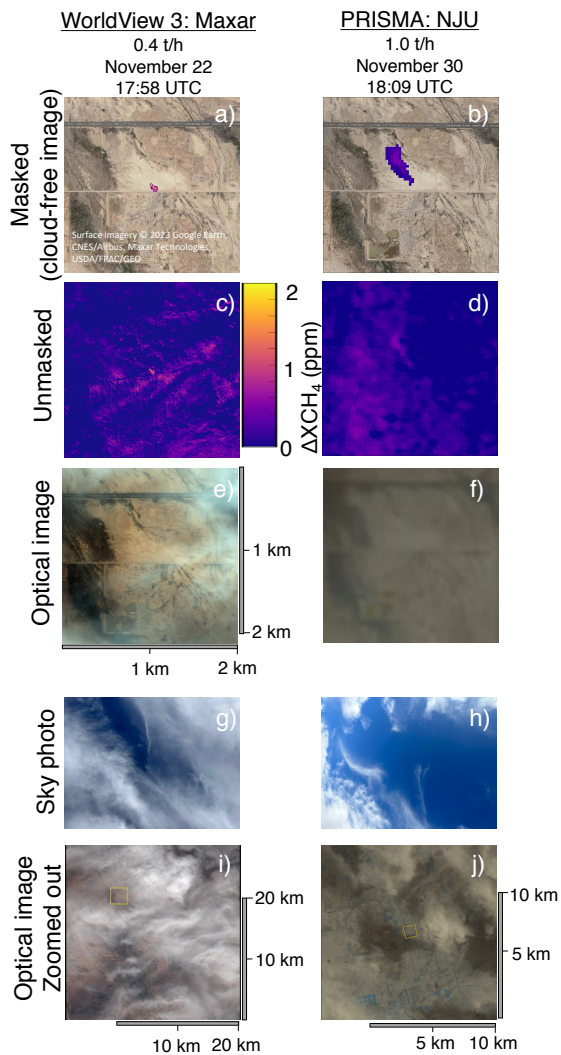 WorldView 3: Maxar
0.4 t/h
November 22
17:58 UTC
PRISMA: NJU
1.0 t/h
November 30
18:09 UTC
Masked
(cloud-free image)
a)
Surface imagery © 2023 Google Earth,
CNES/Airbus, Maxar Technologies,
USDA/FRAC/GEO
b)
Unmasked
c)
2
1
0
ΔXCH₄ (ppm)
d)
Optical image
e)
1 km
2 km
1 km
2 km
f)
Sky photo
g)
h)
Optical image
Zoomed out
i)
20 km
10 km
10 km
20 km
j)
10 km
5 km
5 km
10 km